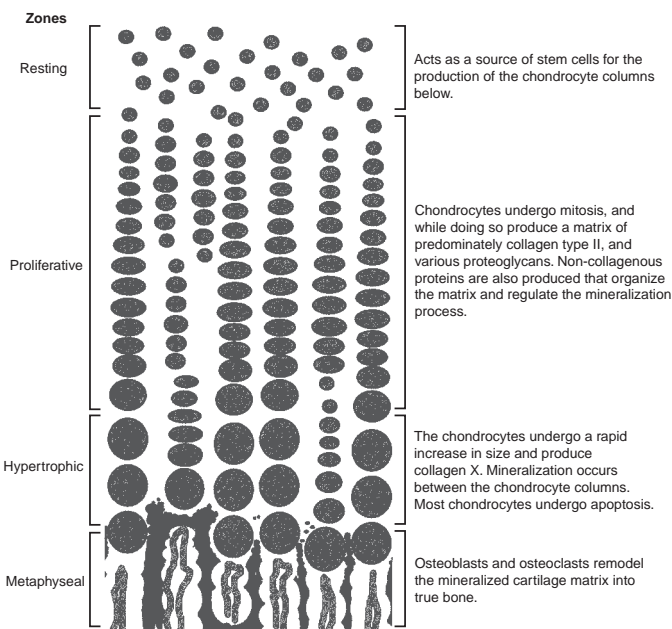 Zones
Resting
Acts as a source of stem cells for the
production of the chondrocyte columns
below.
Proliferative
Chondrocytes undergo mitosis, and
while doing so produce a matrix of
predominately collagen type II, and
various proteoglycans. Non-collagenous
proteins are also produced that organize
the matrix and regulate the mineralization
process.
Hypertrophic
The chondrocytes undergo a rapid
increase in size and produce
collagen X. Mineralization occurs
between the chondrocyte columns.
Most chondrocytes undergo apoptosis.
Metaphyseal
Osteoblasts and osteoclasts remodel
the mineralized cartilage matrix into
true bone.